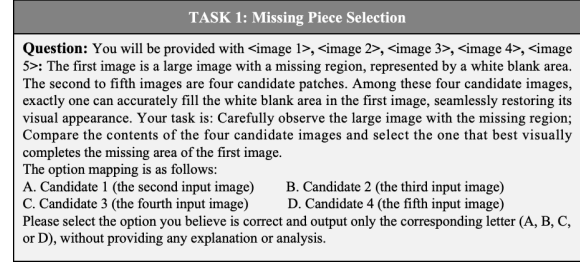 TASK 1: Missing Piece Selection
Question: You will be provided with <image 1>, <image 2>, <image 3>, <image 4>, <image
5>: The first image is a large image with a missing region, represented by a white blank area.
The second to fifth images are four candidate patches. Among these four candidate images,
exactly one can accurately fill the white blank area in the first image, seamlessly restoring its
visual appearance. Your task is: Carefully observe the large image with the missing region;
Compare the contents of the four candidate images and select the one that best visually
completes the missing area of the first image.
The option mapping is as follows:
A. Candidate 1 (the second input image) B. Candidate 2 (the third input image)
C. Candidate 3 (the fourth input image) D. Candidate 4 (the fifth input image)
Please select the option you believe is correct and output only the corresponding letter (A, B, C,
or D), without providing any explanation or analysis.